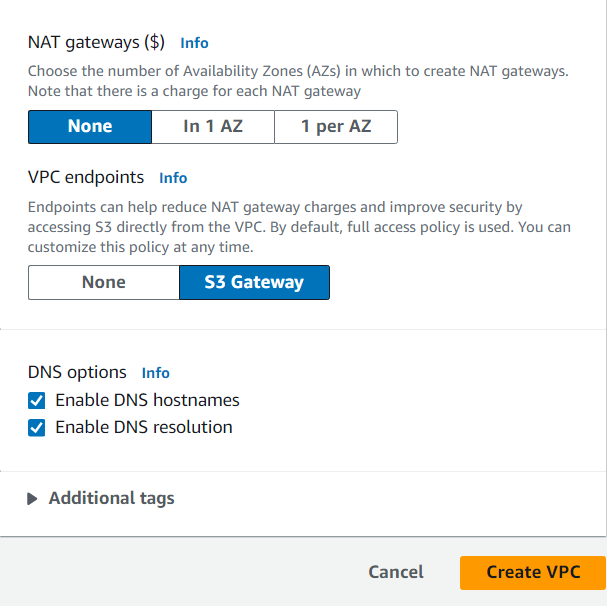 NAT gateways ($) Info
Choose the number of Availability Zones (AZs) in which to create NAT gateways.
Note that there is a charge for each NAT gateway
None In 1 AZ 1 per AZ
VPC endpoints Info
Endpoints can help reduce NAT gateway charges and improve security by
accessing S3 directly from the VPC. By default, full access policy is used. You can
customize this policy at any time.
None S3 Gateway
DNS options Info
Enable DNS hostnames
Enable DNS resolution
Additional tags
Cancel Create VPC